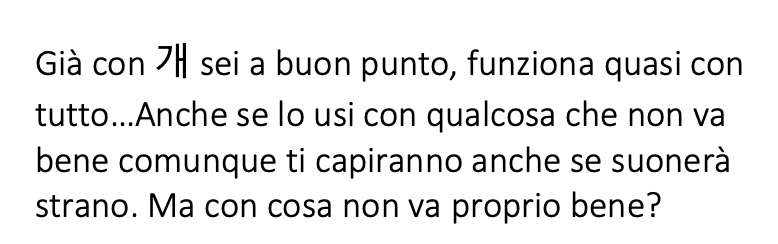 Già con 개 sei a buon punto, funziona quasi con
tutto...Anche se lo usi con qualcosa che non va
bene comunque ti capiranno anche se suonerà
strano. Ma con cosa non va proprio bene?